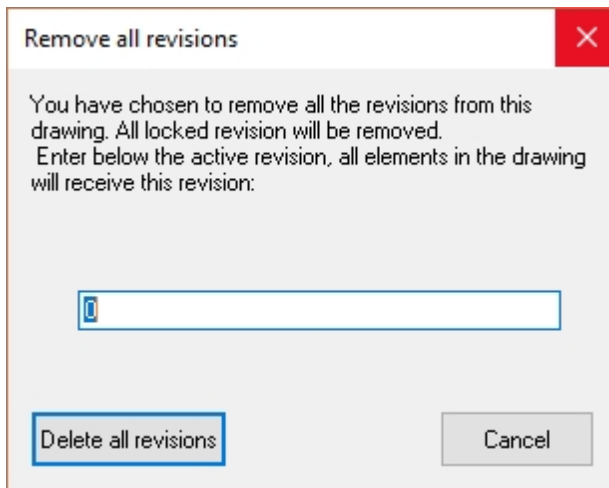 Remove all revisions
You have chosen to remove all the revisions from this
drawing. All locked revision will be removed.
Enter below the active revision, all elements in the drawing
will receive this revision:
0
Delete all revisions
Cancel